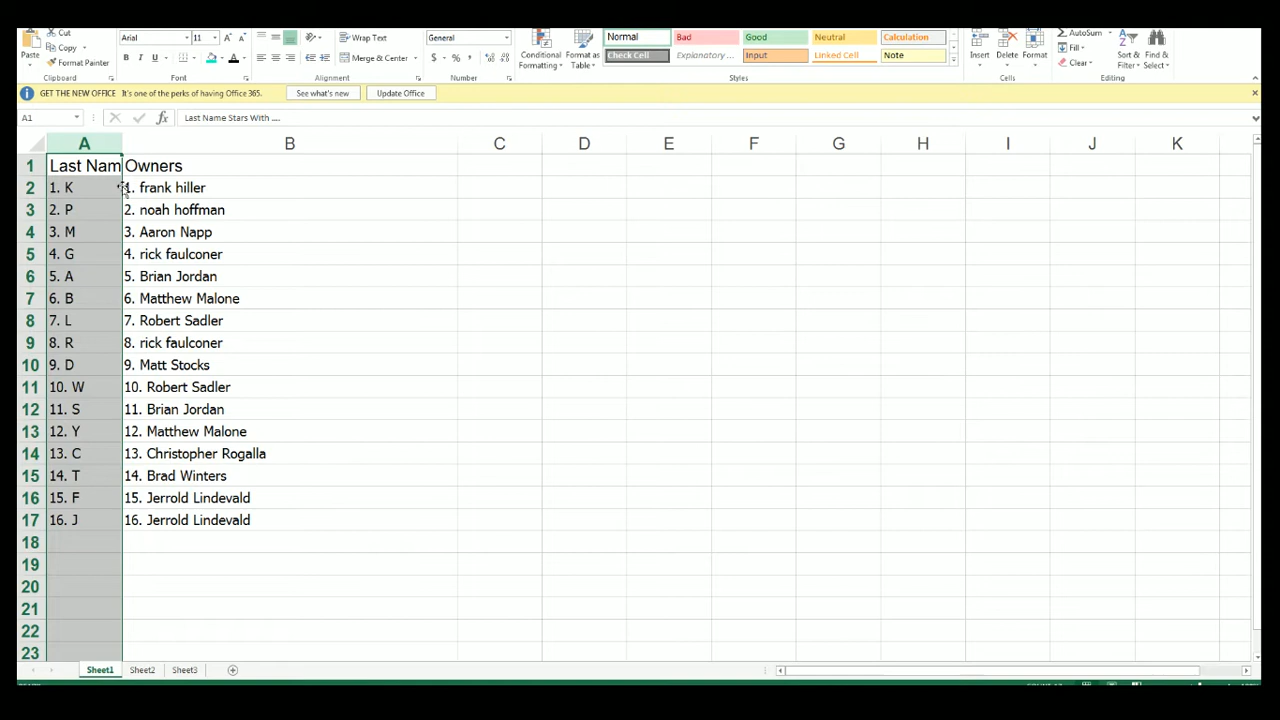 Cut
Copy
Format Painter
Paste
Clipboard
Arial 11
B I U
Font
Wrap Text
Merge & Center
Alignment
General
$ % ,
Number
Conditional Formatting
Format as Table
Normal Bad Good Neutral Calculation
Check Cell Explanatory ... Input Linked Cell Note
Styles
Insert Delete Format
Cells
AutoSum
Fill
Clear
Sort & Filter
Find & Select
Editing
GET THE NEW OFFICE It's one of the perks of having Office 365. See what's new Update Office
A1 fx Last Name Stars With ....
A B C D E F G H I J K
1 Last Nam Owners
2 1. K 1. frank hiller
3 2. P 2. noah hoffman
4 3. M 3. Aaron Napp
5 4. G 4. rick faulconer
6 5. A 5. Brian Jordan
7 6. B 6. Matthew Malone
8 7. L 7. Robert Sadler
9 8. R 8. rick faulconer
10 9. D 9. Matt Stocks
11 10. W 10. Robert Sadler
12 11. S 11. Brian Jordan
13 12. Y 12. Matthew Malone
14 13. C 13. Christopher Rogalla
15 14. T 14. Brad Winters
16 15. F 15. Jerrold Lindevald
17 16. J 16. Jerrold Lindevald
18
19
20
21
22
23
Sheet1 Sheet2 Sheet3